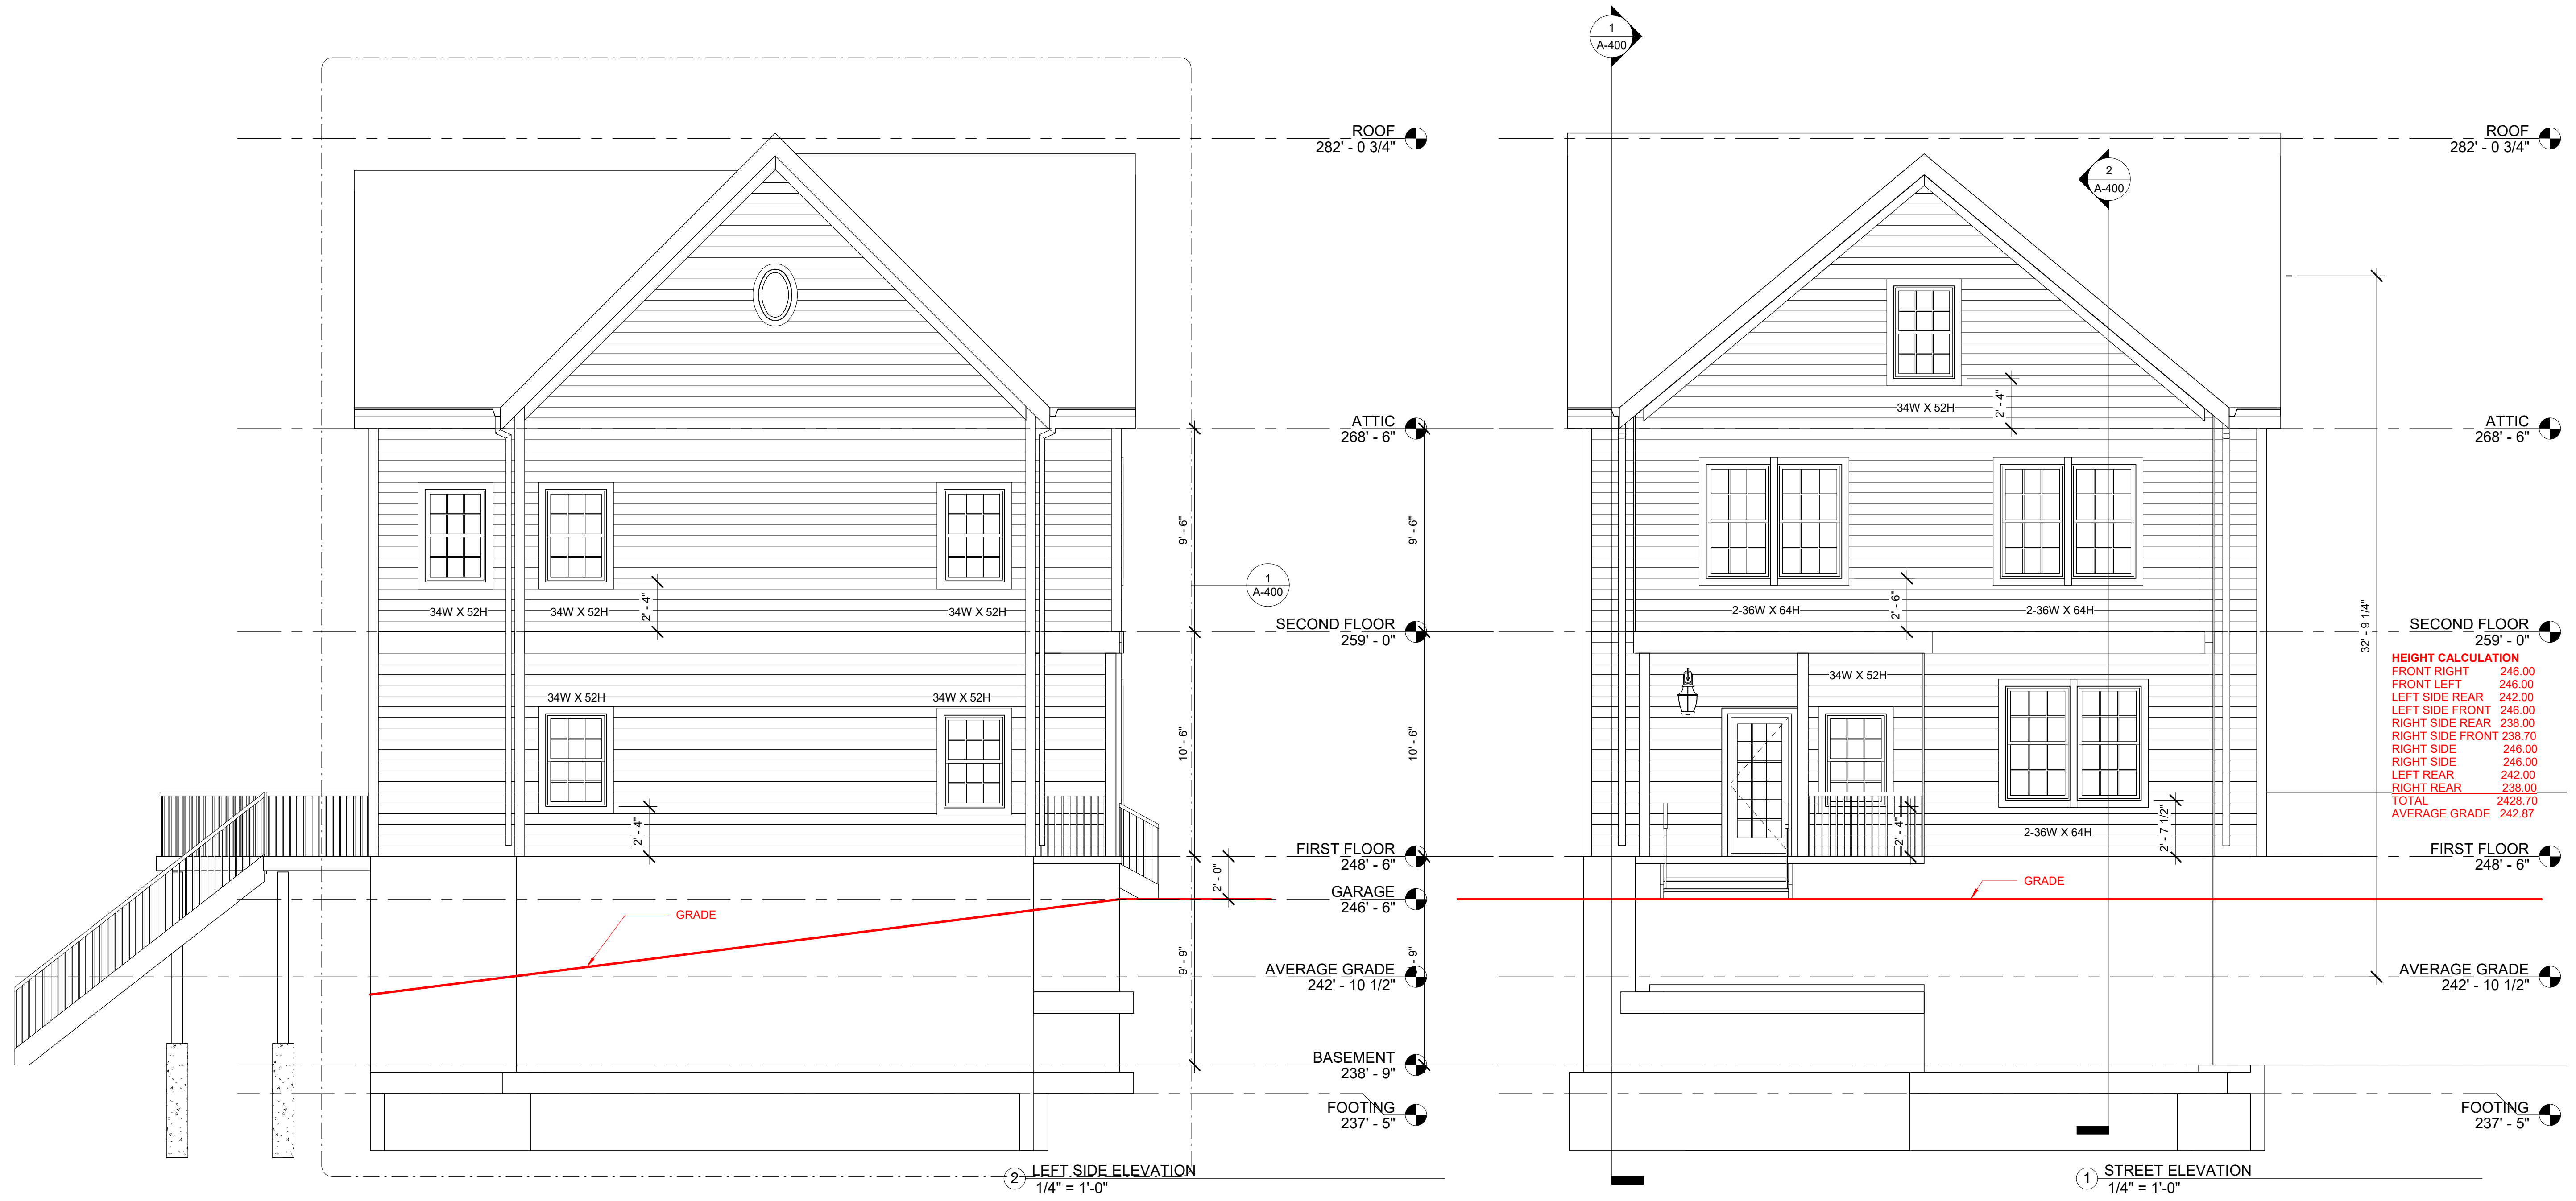 ROOF
282' - 0 3/4"
ATTIC
268' - 6"
9' - 6"
9' - 6"
34W X 52H
34W X 52H
2' - 4"
34W X 52H
1
A-400
SECOND FLOOR
259' - 0"
34W X 52H
34W X 52H
10' - 6"
10' - 6"
2' - 4"
FIRST FLOOR
248' - 6"
2' - 0"
GARAGE
246' - 6"
GRADE
9' - 9"
9' - 9"
AVERAGE GRADE
242' - 10 1/2"
BASEMENT
238' - 9"
FOOTING
237' - 5"
2
LEFT SIDE ELEVATION
1/4" = 1'-0"
1
A-400
ROOF
282' - 0 3/4"
2
A-400
34W X 52H
2' - 4"
ATTIC
268' - 6"
2-36W X 64H
2' - 6"
2-36W X 64H
32' - 9 1/4"
SECOND FLOOR
259' - 0"
34W X 52H
HEIGHT CALCULATION
FRONT RIGHT 246.00
FRONT LEFT 246.00
LEFT SIDE REAR 242.00
LEFT SIDE FRONT 246.00
RIGHT SIDE REAR 238.00
RIGHT SIDE FRONT 238.70
RIGHT SIDE 246.00
RIGHT SIDE 246.00
LEFT REAR 242.00
RIGHT REAR 238.00
TOTAL 2428.70
AVERAGE GRADE 242.87
2' - 4"
2-36W X 64H
2' - 7 1/2"
FIRST FLOOR
248' - 6"
GRADE
AVERAGE GRADE
242' - 10 1/2"
FOOTING
237' - 5"
1
STREET ELEVATION
1/4" = 1'-0"